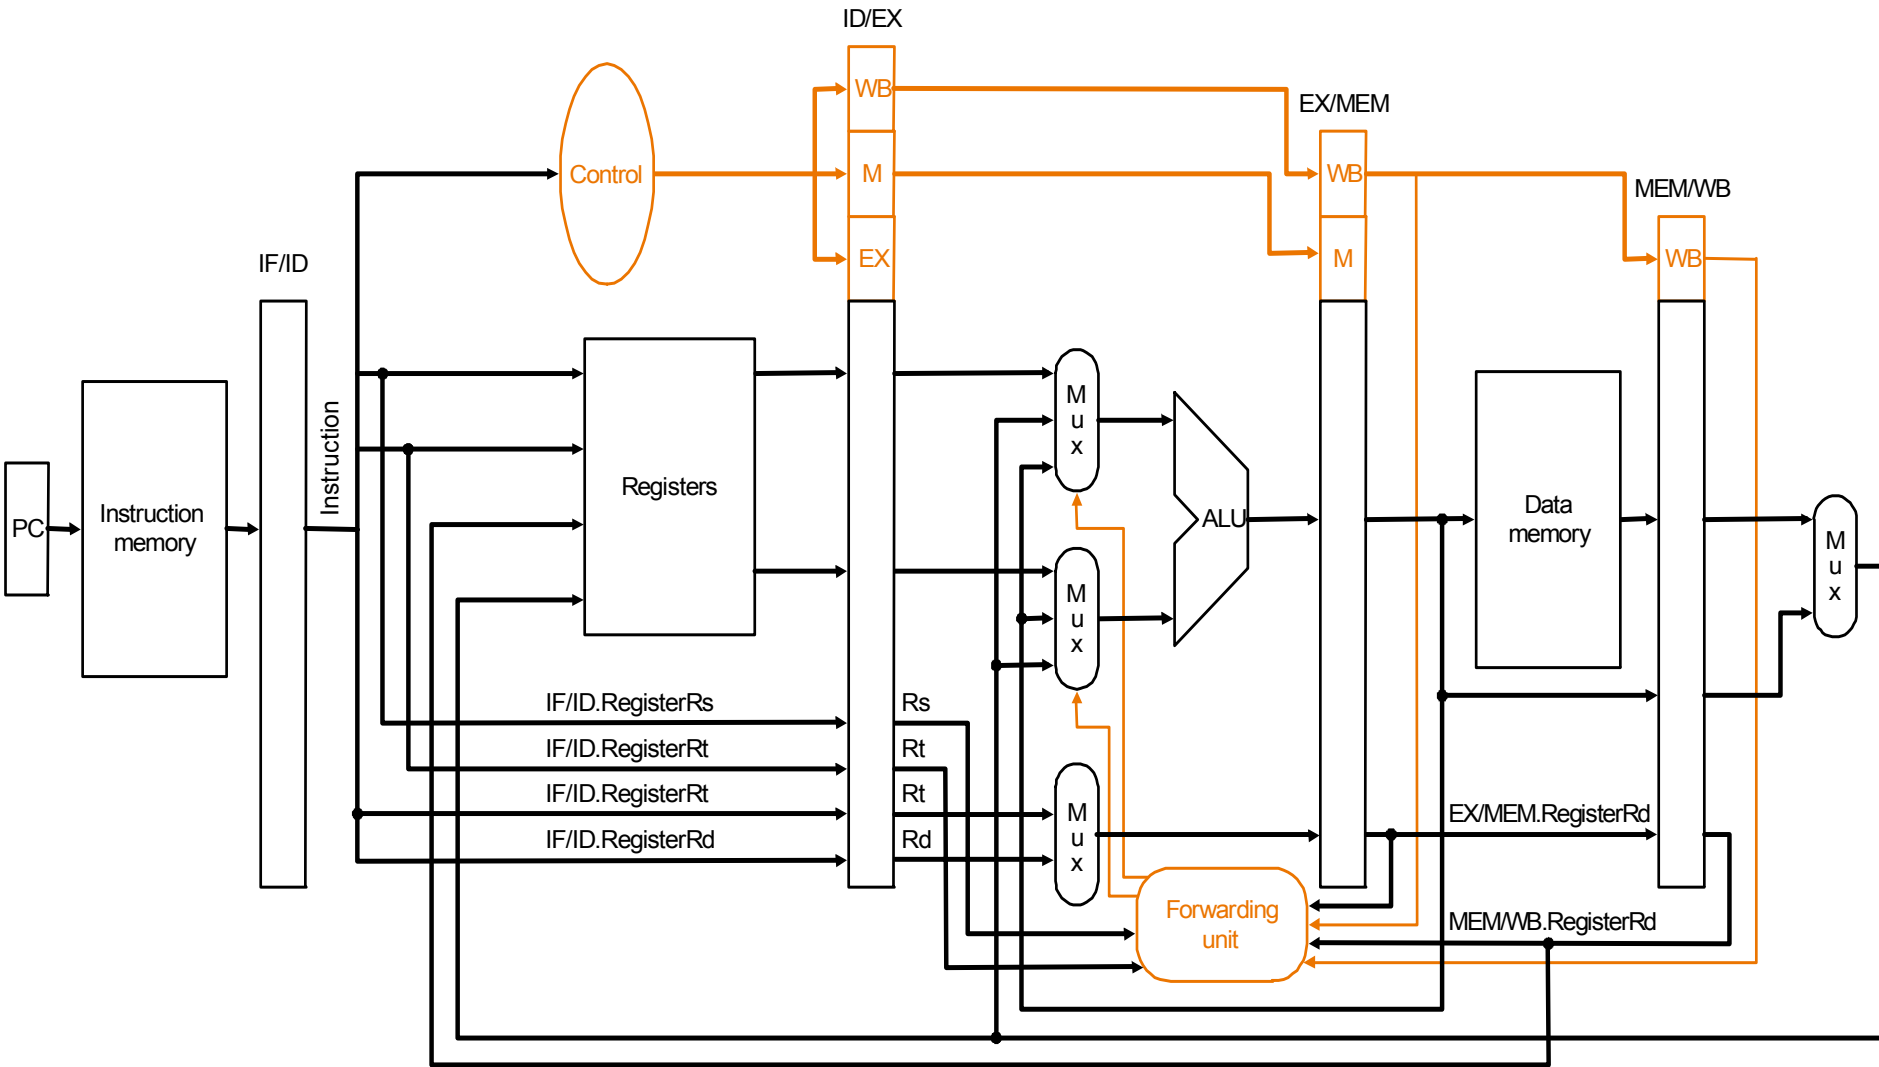 ID/EX
WB
EX/MEM
Control
M
WB
MEM/WB
IF/ID
EX
M
WB
Instruction
M
u
x
PC
Instruction
memory
Registers
ALU
Data
memory
M
u
x
M
u
x
IF/ID.RegisterRs
Rs
IF/ID.RegisterRt
Rt
IF/ID.RegisterRt
Rt
IF/ID.RegisterRd
Rd
M
u
x
EX/MEM.RegisterRd
Forwarding
unit
MEM/WB.RegisterRd